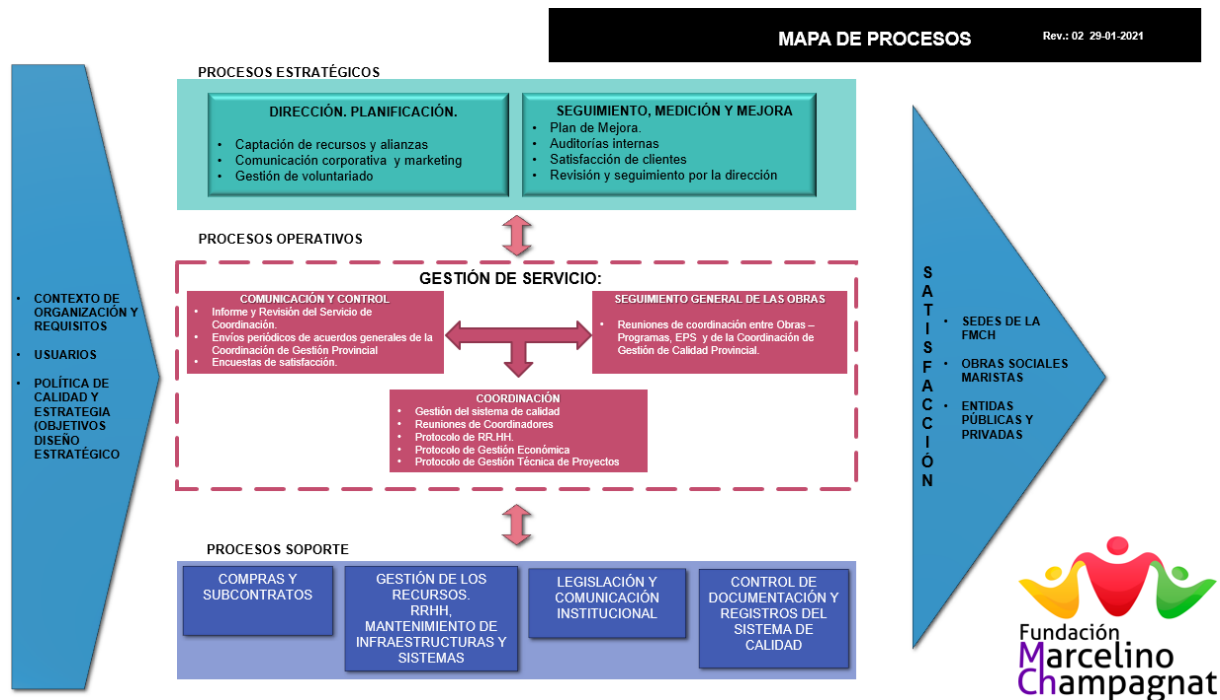 MAPA DE PROCESOS
Rev.: 02 29-01-2021
PROCESOS ESTRATÉGICOS
DIRECCIÓN. PLANIFICACIÓN.
• Captación de recursos y alianzas
• Comunicación corporativa y marketing
• Gestión de voluntariado
SEGUIMIENTO, MEDICIÓN Y MEJORA
• Plan de Mejora.
• Auditorías internas
• Satisfacción de clientes
• Revisión y seguimiento por la dirección
• CONTEXTO DE
ORGANIZACIÓN Y
REQUISITOS
• USUARIOS
• POLÍTICA DE
CALIDAD Y
ESTRATEGIA
(OBJETIVOS
DISEÑO
ESTRATÉGICO
PROCESOS OPERATIVOS
GESTIÓN DE SERVICIO:
COMUNICACIÓN Y CONTROL
• Informe y Revisión del Servicio de
Coordinación.
• Envíos periódicos de acuerdos generales de la
Coordinación de Gestión Provincial
• Encuestas de satisfacción.
SEGUIMIENTO GENERAL DE LAS OBRAS
• Reuniones de coordinación entre Obras –
Programas, EPS y de la Coordinación de
Gestión de Calidad Provincial.
COORDINACIÓN
• Gestión del sistema de calidad
• Reuniones de Coordinadores
• Protocolo de RR.HH.
• Protocolo de Gestión Económica
• Protocolo de Gestión Técnica de Proyectos
PROCESOS SOPORTE
COMPRAS Y
SUBCONTRATOS
GESTIÓN DE LOS
RECURSOS.
RRHH,
MANTENIMIENTO DE
INFRAESTRUCTURAS Y
SISTEMAS
LEGISLACIÓN Y
COMUNICACIÓN
INSTITUCIONAL
CONTROL DE
DOCUMENTACIÓN Y
REGISTROS DEL
SISTEMA DE
CALIDAD
SATISFACCIÓN
• SEDES DE LA
FMCH
• OBRAS SOCIALES
MARISTAS
• ENTIDAS
PÚBLICAS Y
PRIVADAS
Fundación
Marcelino
Champagnat